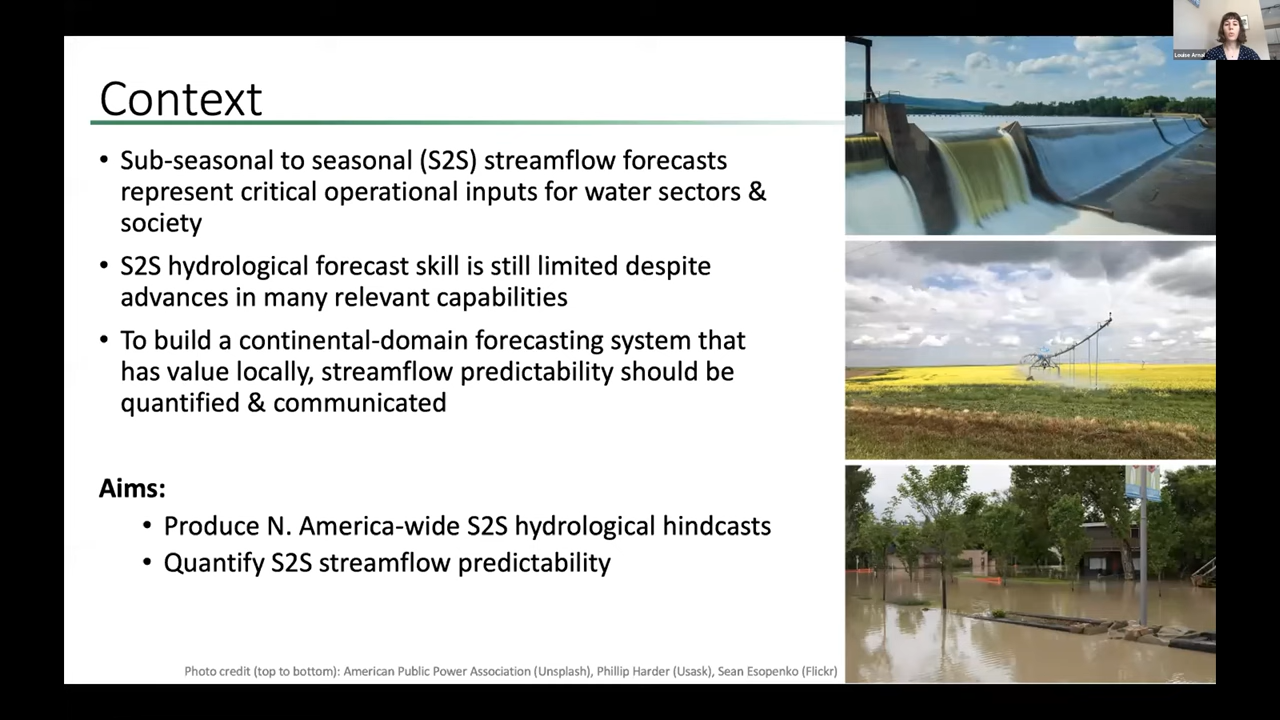 Context
• Sub-seasonal to seasonal (S2S) streamflow forecasts
represent critical operational inputs for water sectors &
society
• S2S hydrological forecast skill is still limited despite
advances in many relevant capabilities
• To build a continental-domain forecasting system that
has value locally, streamflow predictability should be
quantified & communicated
Aims:
• Produce N. America-wide S2S hydrological hindcasts
• Quantify S2S streamflow predictability
Photo credit (top to bottom): American Public Power Association (Unsplash), Phillip Harder (Usask), Sean Esopenko (Flickr)
Louise Arnal